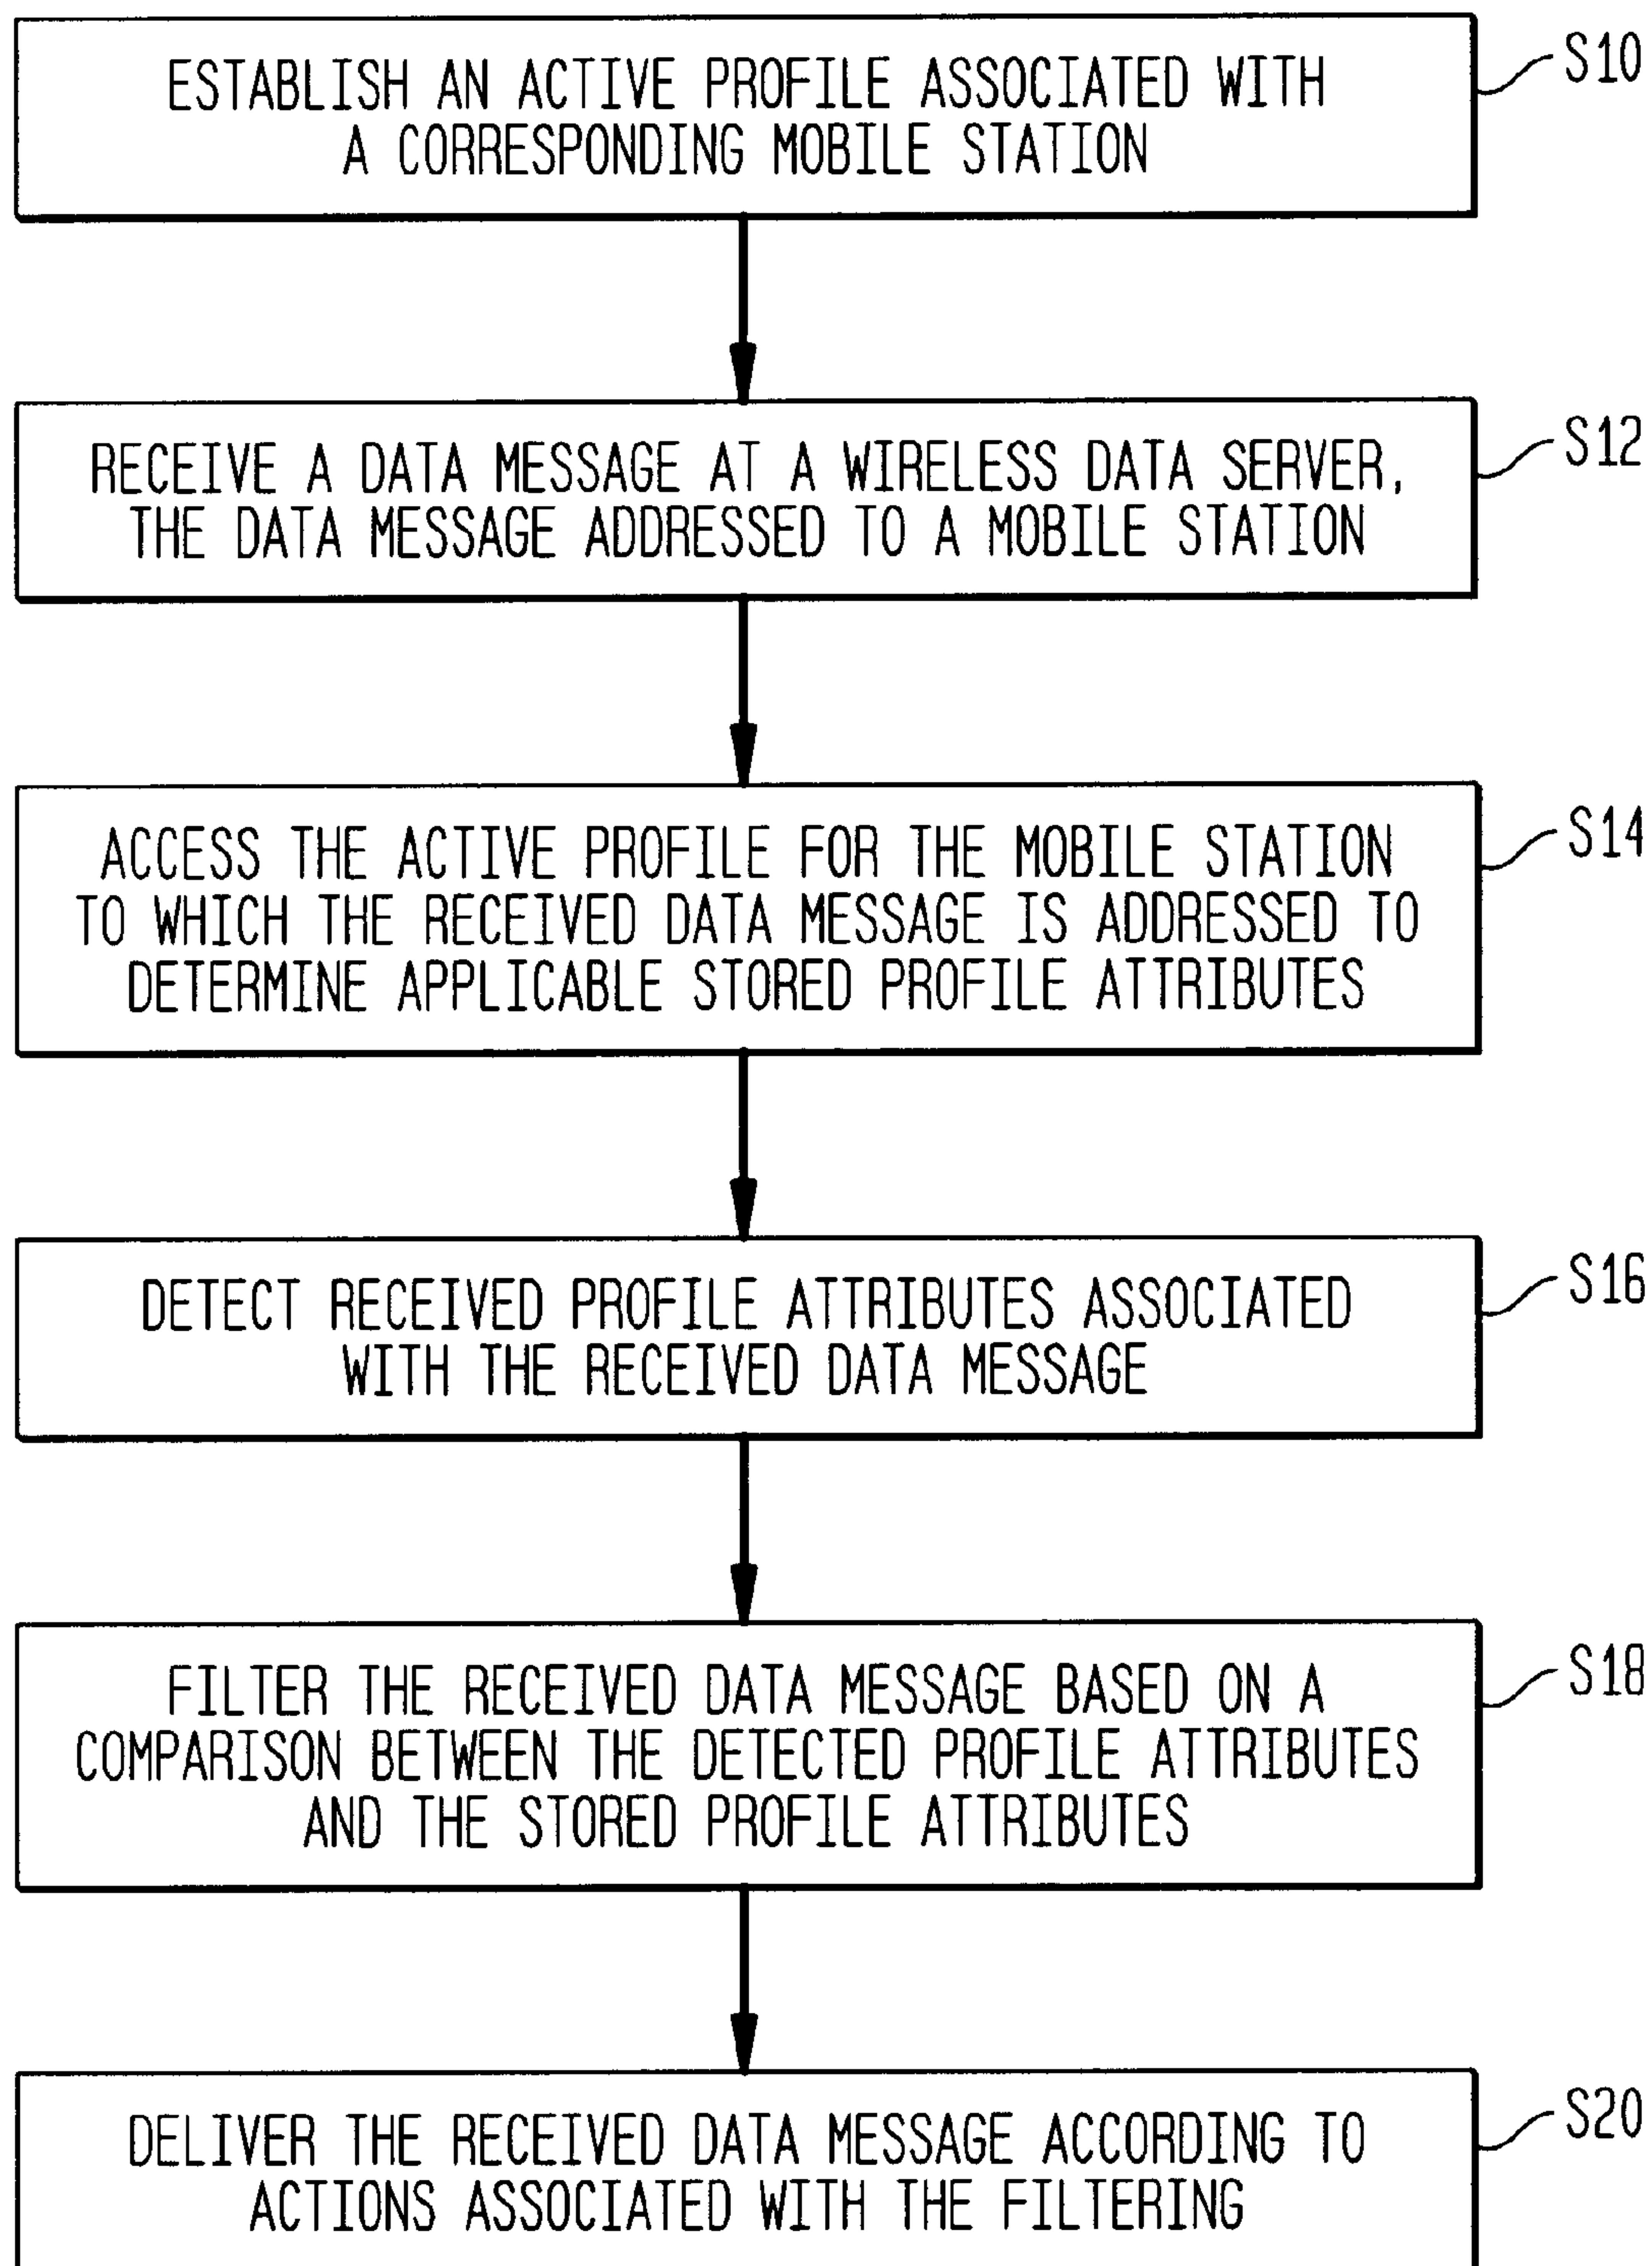 ESTABLISH AN ACTIVE PROFILE ASSOCIATED WITH
A CORRESPONDING MOBILE STATION
S10
RECEIVE A DATA MESSAGE AT A WIRELESS DATA SERVER,
THE DATA MESSAGE ADDRESSED TO A MOBILE STATION
S12
ACCESS THE ACTIVE PROFILE FOR THE MOBILE STATION
TO WHICH THE RECEIVED DATA MESSAGE IS ADDRESSED TO
DETERMINE APPLICABLE STORED PROFILE ATTRIBUTES
S14
DETECT RECEIVED PROFILE ATTRIBUTES ASSOCIATED
WITH THE RECEIVED DATA MESSAGE
S16
FILTER THE RECEIVED DATA MESSAGE BASED ON A
COMPARISON BETWEEN THE DETECTED PROFILE ATTRIBUTES
AND THE STORED PROFILE ATTRIBUTES
S18
DELIVER THE RECEIVED DATA MESSAGE ACCORDING TO
ACTIONS ASSOCIATED WITH THE FILTERING
S20